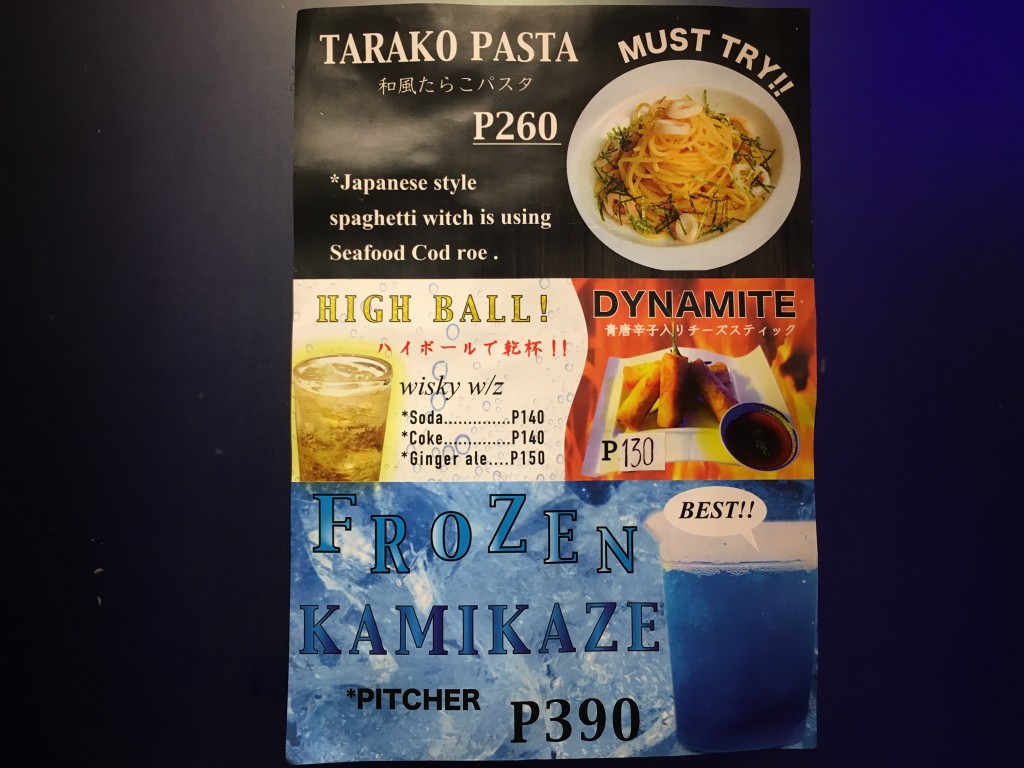 TARAKO PASTA
和風たらこパスタ
P260
MUST TRY!!
*Japanese style
spaghetti witch is using
Seafood Cod roe .
HIGH BALL!
ハイボールで乾杯!!
wisky w/z
*Soda..............P140
*Coke.............P140
*Ginger ale....P150
DYNAMITE
青唐辛子入りチーズスティック
P130
FROZEN
KAMIKAZE
BEST!!
*PITCHER
P390